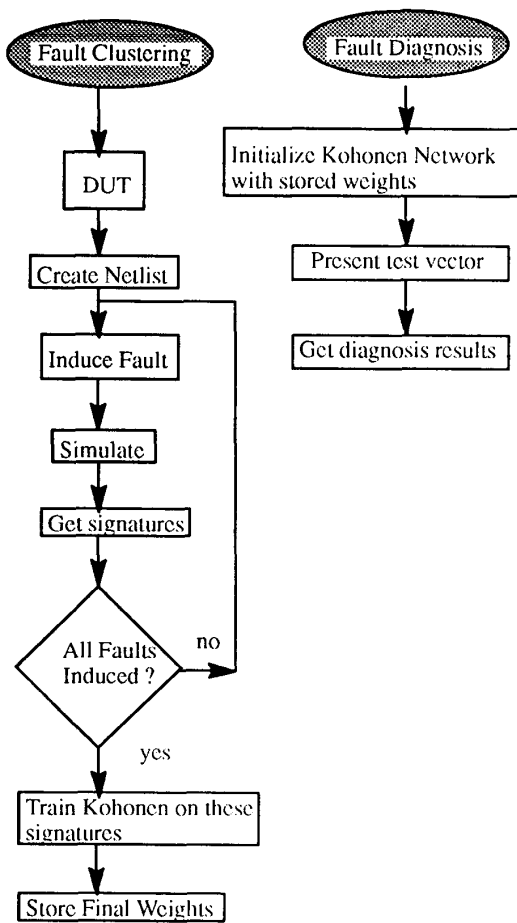 Fault Clustering
DUT
Create Netlist
Induce Fault
Simulate
Get signatures
All Faults
Induced ?
no
yes
Train Kohonen on these
signatures
Store Final Weights
Fault Diagnosis
Initialize Kohonen Network
with stored weights
Present test vector
Get diagnosis results